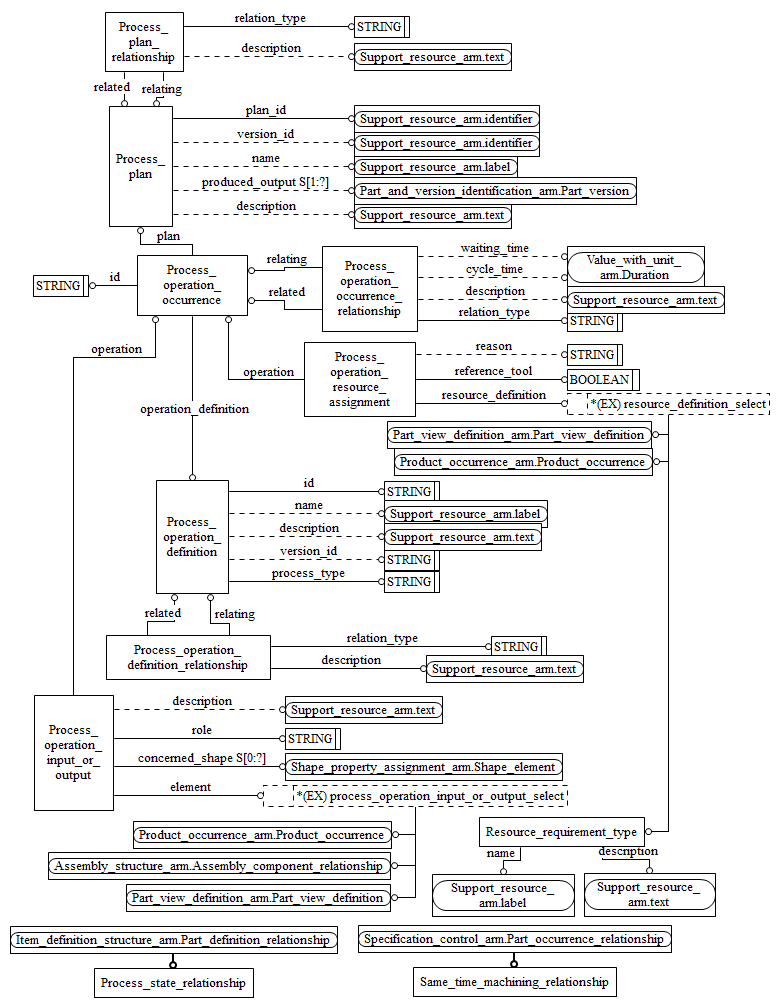 Process_
plan_
relationship
relation_type
STRING
description
Support_resource_arm.text
related
relating
Process_
plan
plan_id
Support_resource_arm.identifier
version_id
Support_resource_arm.identifier
name
Support_resource_arm.label
produced_output S[1:?]
Part_and_version_identification_arm.Part_version
description
Support_resource_arm.text
plan
STRING
id
Process_
operation_
occurrence
relating
related
Process_
operation_
occurrence_
relationship
waiting_time
Value_with_unit_
arm.Duration
cycle_time
description
Support_resource_arm.text
relation_type
STRING
operation
operation
Process_
operation_
resource_
assignment
reason
STRING
reference_tool
BOOLEAN
resource_definition
*(EX) resource_definition_select
operation_definition
Part_view_definition_arm.Part_view_definition
Product_occurrence_arm.Product_occurrence
Process_
operation_
definition
id
STRING
name
Support_resource_arm.label
description
Support_resource_arm.text
version_id
STRING
process_type
STRING
related
relating
Process_operation_
definition_relationship
relation_type
STRING
description
Support_resource_arm.text
Process_
operation_
input_or_
output
description
Support_resource_arm.text
role
STRING
concerned_shape S[0:?]
Shape_property_assignment_arm.Shape_element
element
*(EX) process_operation_input_or_output_select
Product_occurrence_arm.Product_occurrence
Assembly_structure_arm.Assembly_component_relationship
Part_view_definition_arm.Part_view_definition
Resource_requirement_type
name
description
Support_resource_
arm.label
Support_resource_
arm.text
Item_definition_structure_arm.Part_definition_relationship
Process_state_relationship
Specification_control_arm.Part_occurrence_relationship
Same_time_machining_relationship